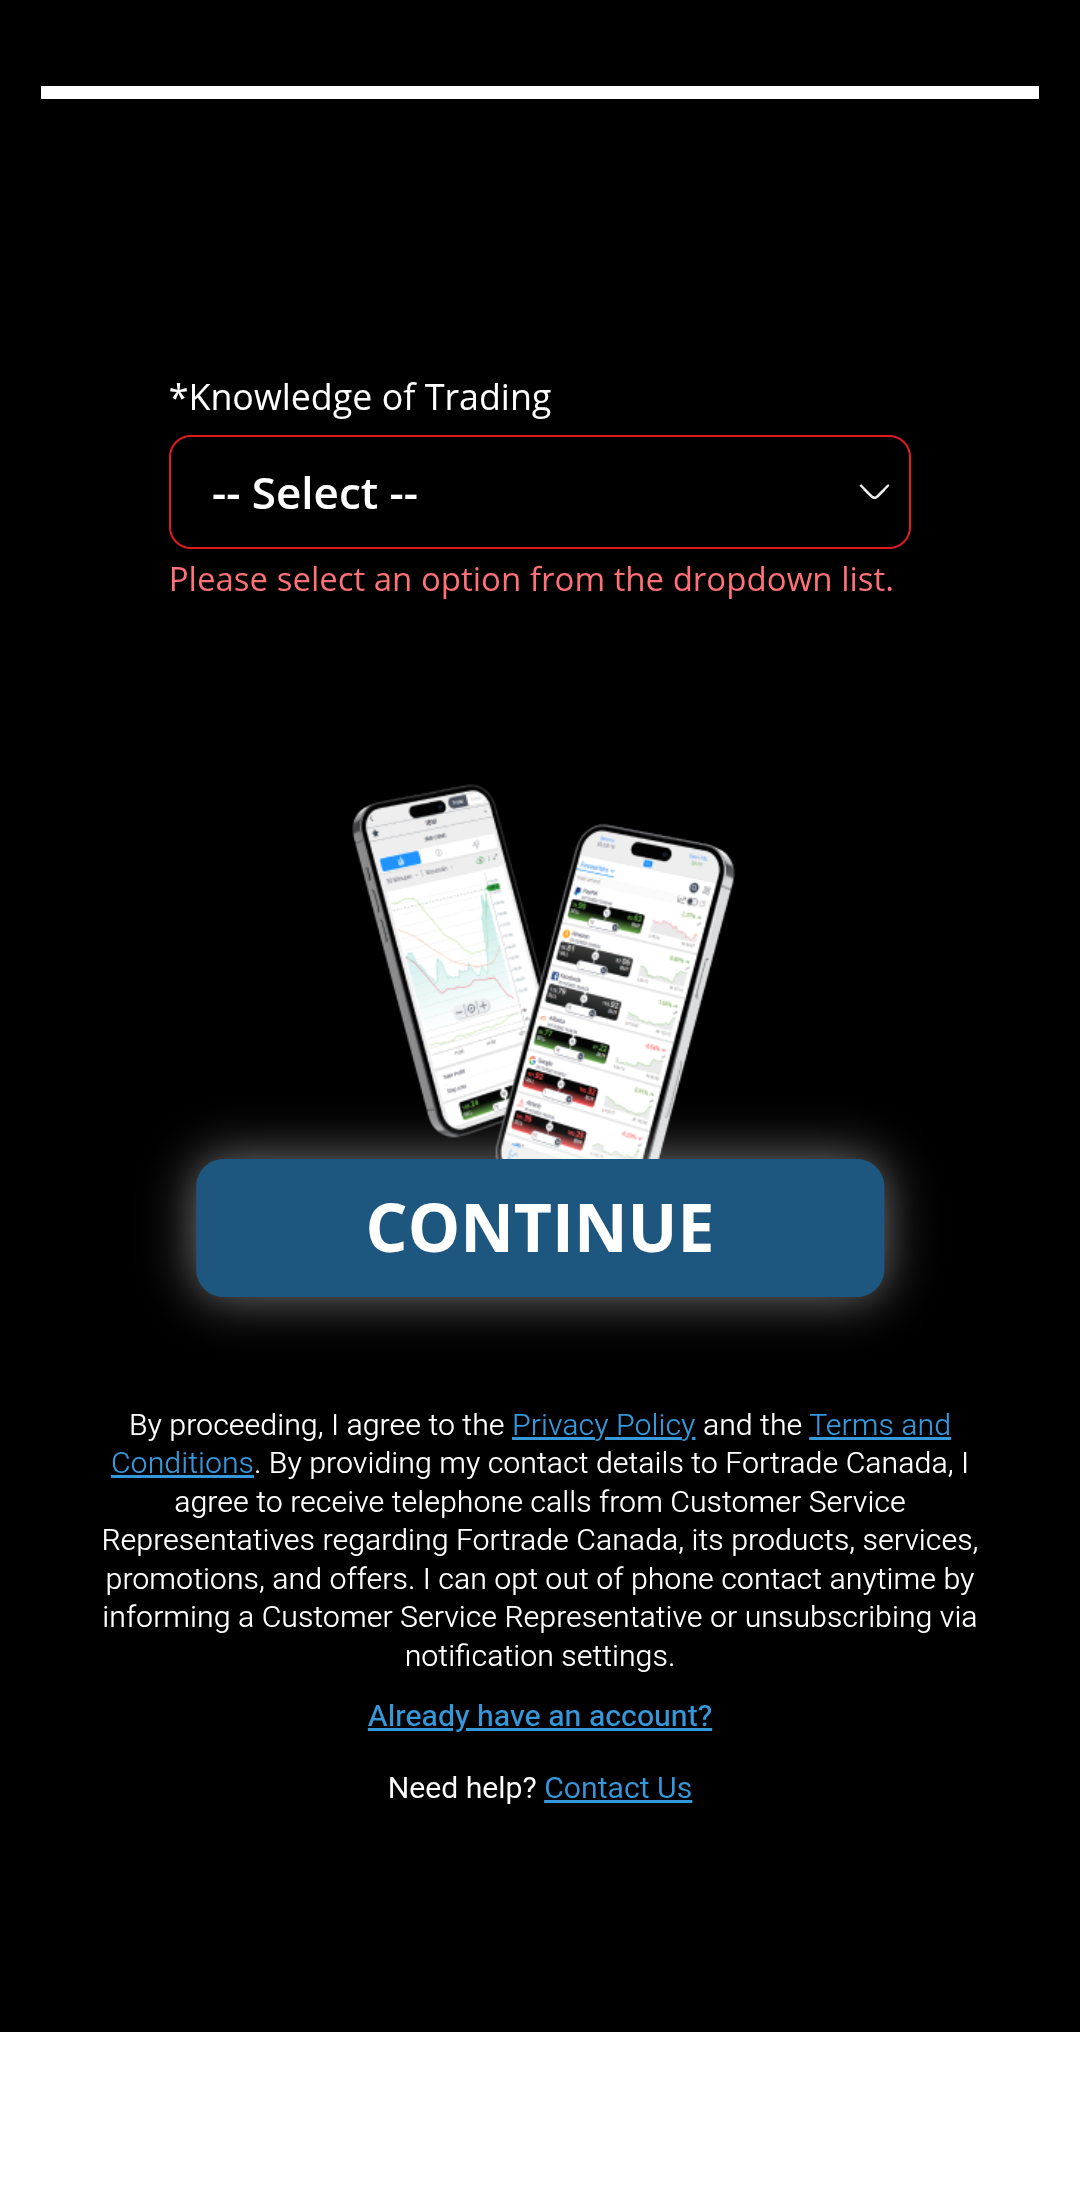 *Knowledge of Trading
-- Select --
Please select an option from the dropdown list.
CONTINUE
By proceeding, I agree to the Privacy Policy and the Terms and
Conditions. By providing my contact details to Fortrade Canada, I
agree to receive telephone calls from Customer Service
Representatives regarding Fortrade Canada, its products, services,
promotions, and offers. I can opt out of phone contact anytime by
informing a Customer Service Representative or unsubscribing via
notification settings.
Already have an account?
Need help? Contact Us